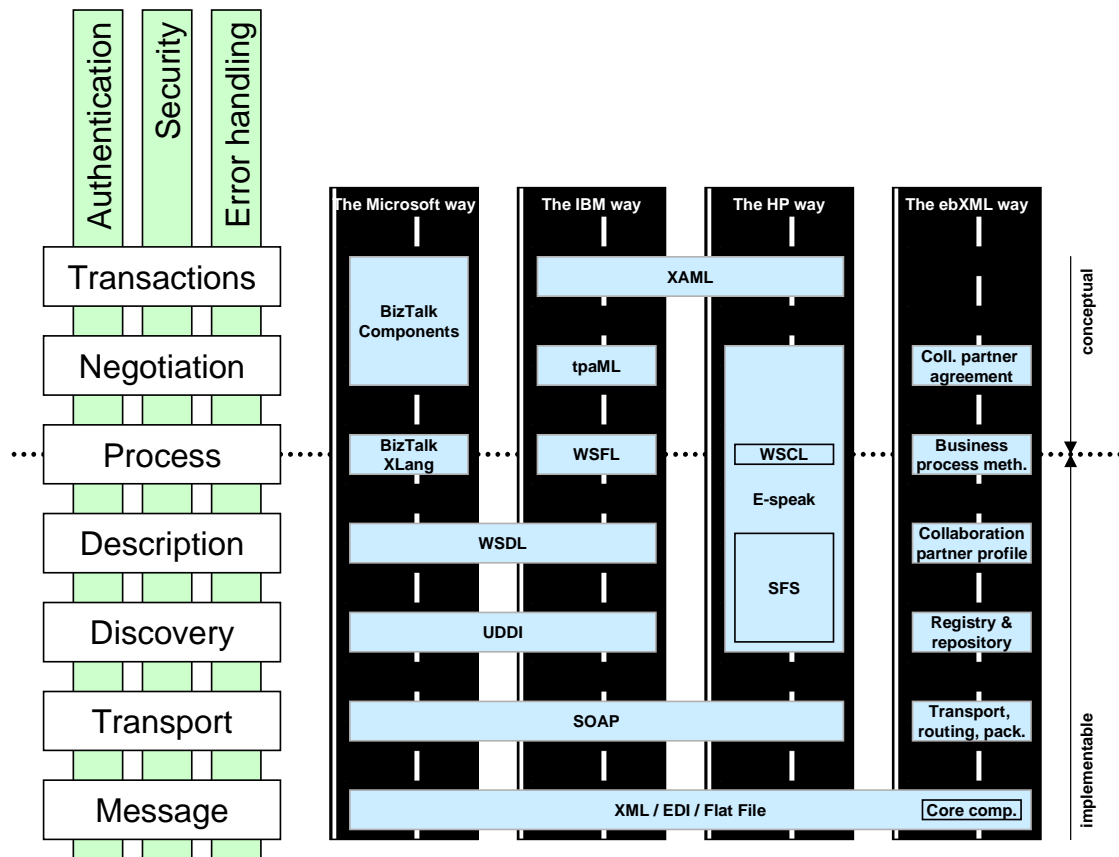 Authentication
Security
Error handling
The Microsoft way
The IBM way
The HP way
The ebXML way
Transactions
XAML
BizTalk
Components
conceptual
Negotiation
tpaML
Coll. partner
agreement
Process
BizTalk
XLang
WSFL
WSCL
Business
process meth.
E-speak
Description
WSDL
Collaboration
partner profile
SFS
Discovery
UDDI
Registry &
repository
Transport
SOAP
Transport,
routing, pack.
implementable
Message
XML / EDI / Flat File
Core comp.